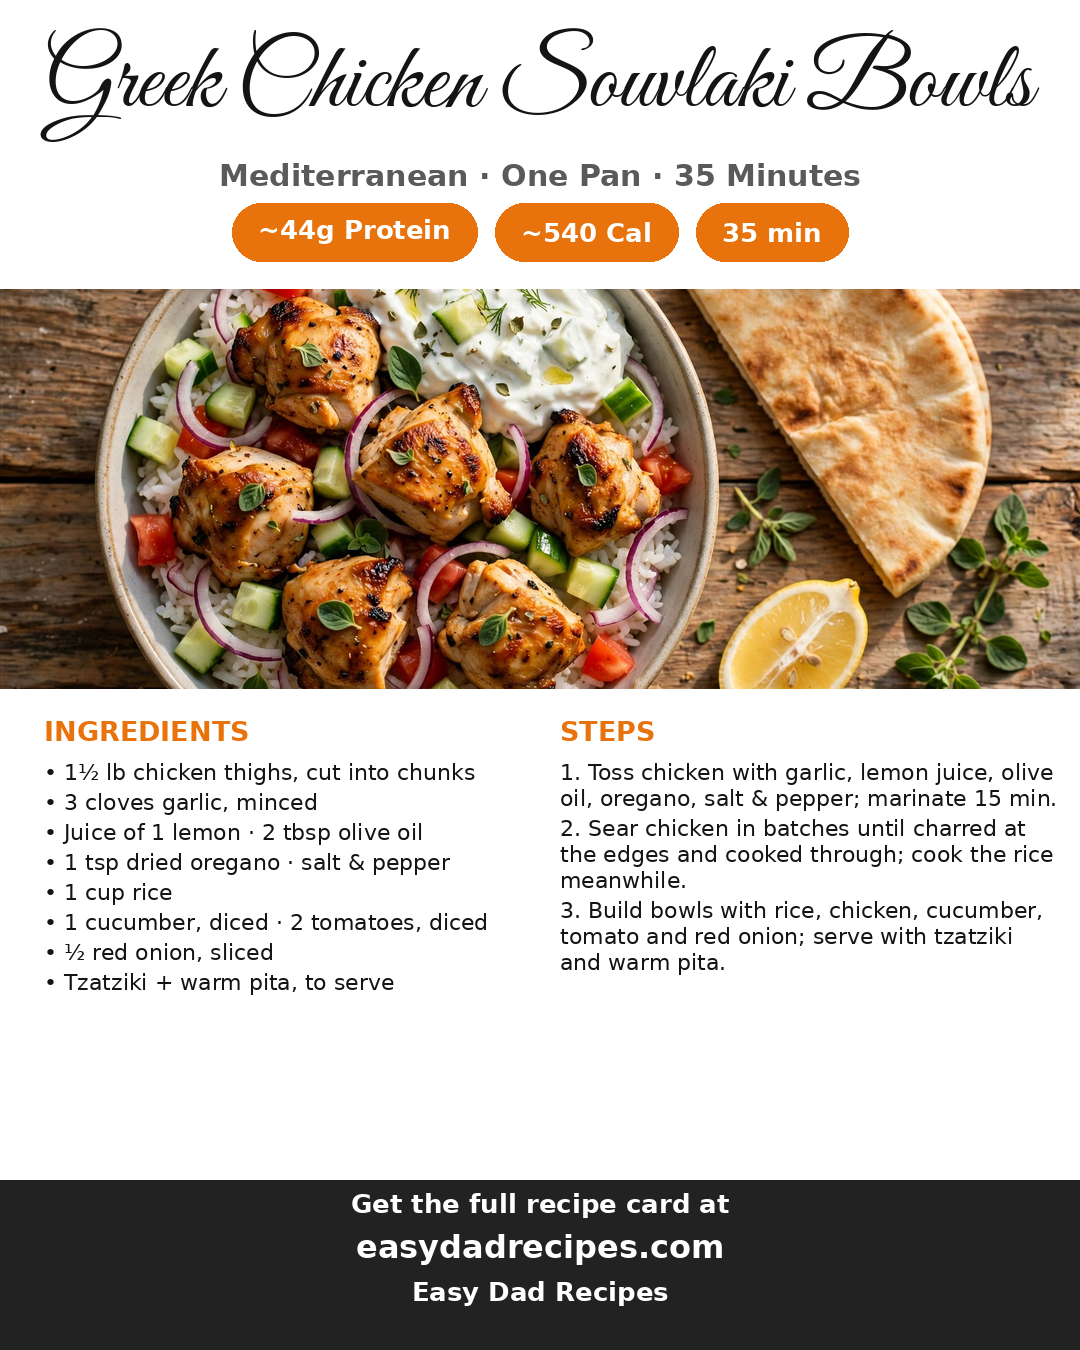 Greek Chicken Souvlaki Bowls
Mediterranean · One Pan · 35 Minutes
~44g Protein
~540 Cal
35 min
INGREDIENTS
• 1½ lb chicken thighs, cut into chunks
• 3 cloves garlic, minced
• Juice of 1 lemon · 2 tbsp olive oil
• 1 tsp dried oregano · salt & pepper
• 1 cup rice
• 1 cucumber, diced · 2 tomatoes, diced
• ½ red onion, sliced
• Tzatziki + warm pita, to serve
STEPS
1. Toss chicken with garlic, lemon juice, olive
oil, oregano, salt & pepper; marinate 15 min.
2. Sear chicken in batches until charred at
the edges and cooked through; cook the rice
meanwhile.
3. Build bowls with rice, chicken, cucumber,
tomato and red onion; serve with tzatziki
and warm pita.
Get the full recipe card at
easydadrecipes.com
Easy Dad Recipes